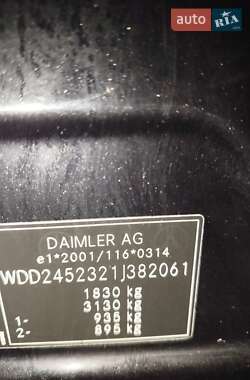 auto RIA
DAIMLER AG
e1*2001/116*0314
WDD2452321J382061
1830 kg
3130 kg
1- 935 kg
2- 895 kg